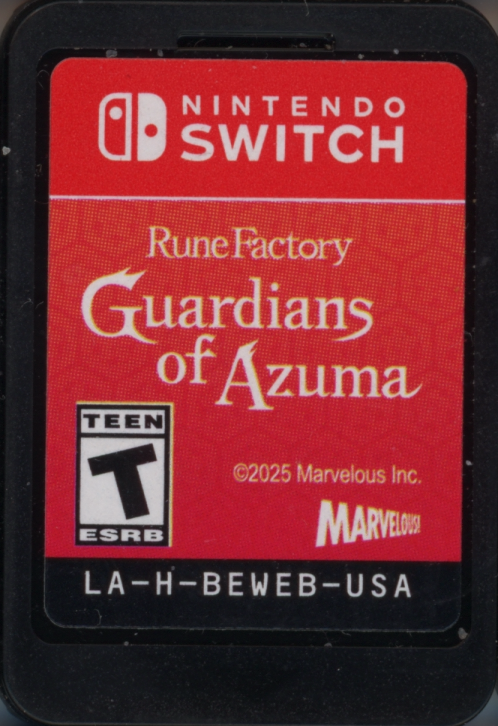 NINTENDO
SWITCH
Rune Factory
Guardians
of Azuma
TEEN
T
ESRB
©2025 Marvelous Inc.
MARVELOUS!
LA-H-BEWEB-USA